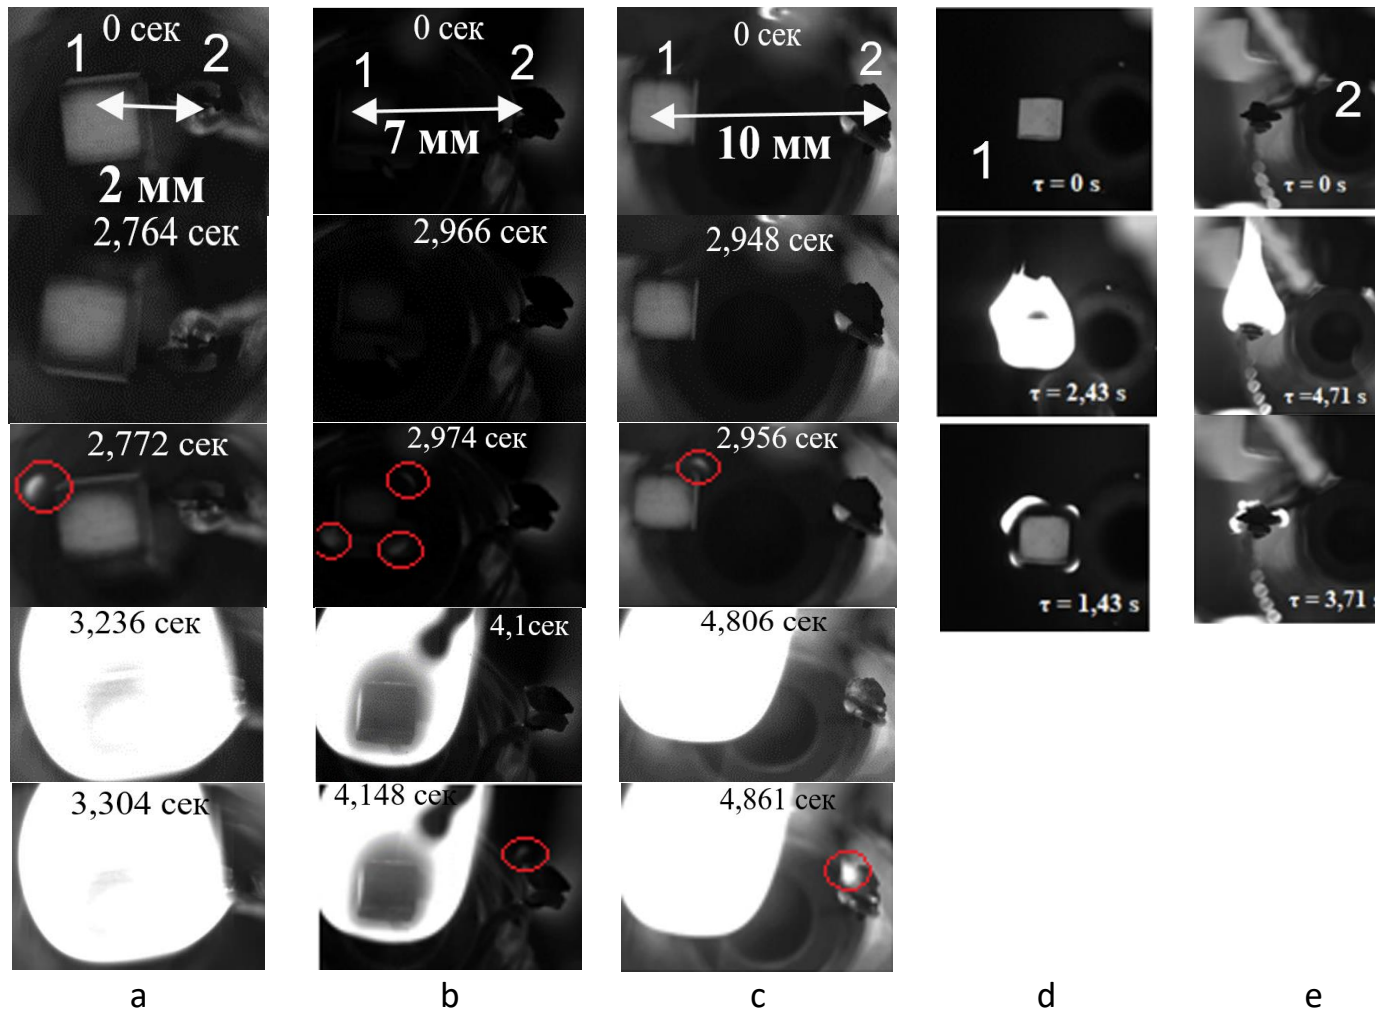 0 сек
1
2
2 мм
2,764 сек
2,772 сек
3,236 сек
3,304 сек
a
0 сек
1
2
7 мм
2,966 сек
2,974 сек
4,1сек
4,148 сек
b
0 сек
1
2
10 мм
2,948 сек
2,956 сек
4,806 сек
4,861 сек
c
1
τ = 0 s
τ = 2,43 s
τ = 1,43 s
d
2
τ = 0 s
τ =4,71 s
τ = 3,71 s
e